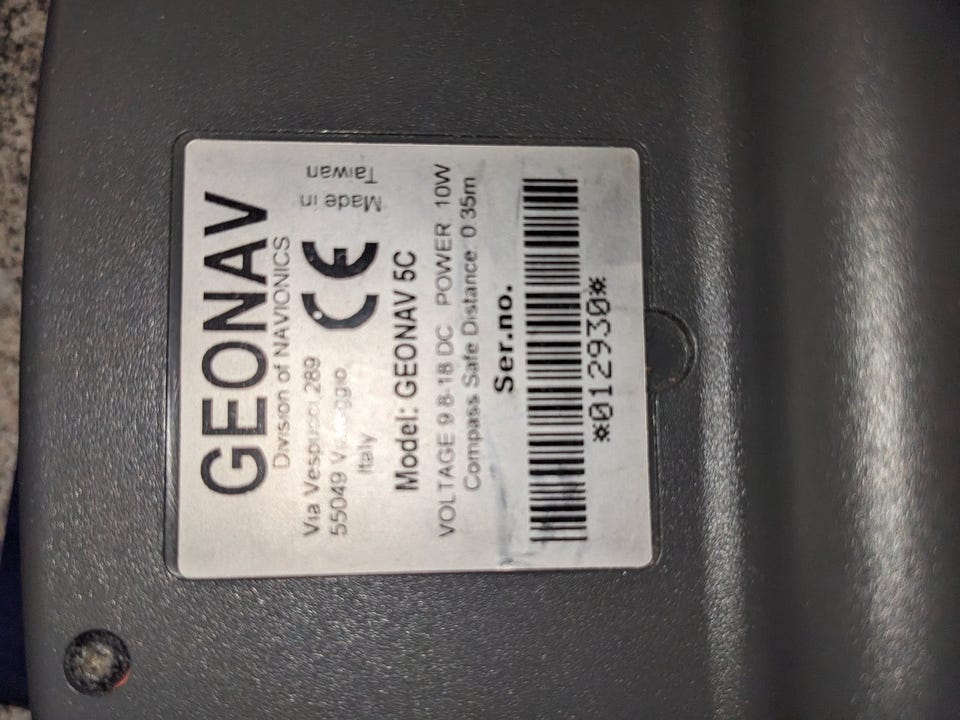 GEONAV
Division of NAVIONICS
Via Vespucci, 289
55049 Viareggio
Italy
CE
Made in
Taiwan
Model: GEONAV 5C
VOLTAGE 9.8-18 DC POWER 10W
Compass Safe Distance: 0.35m
Ser.no.
*0122930*